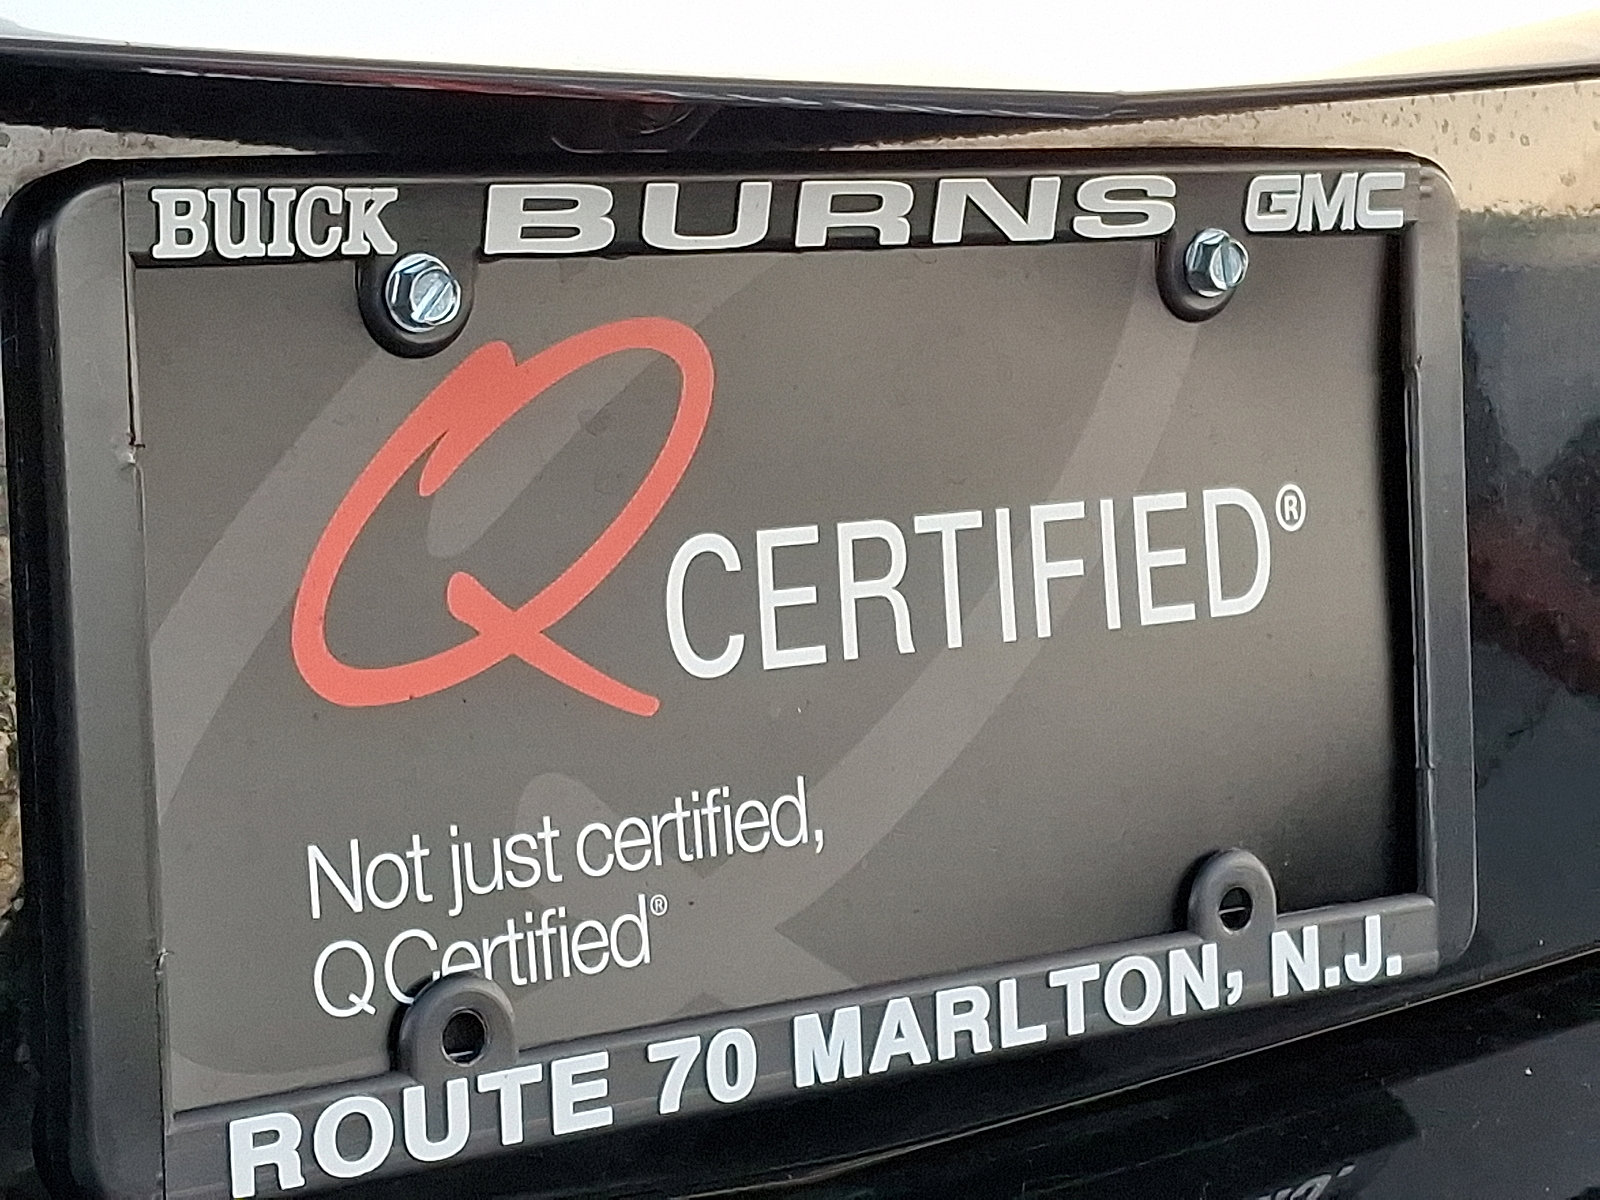 BUICK BURNS GMC
Q CERTIFIED®
Not just certified,
Q Certified®
ROUTE 70 MARLTON, N.J.